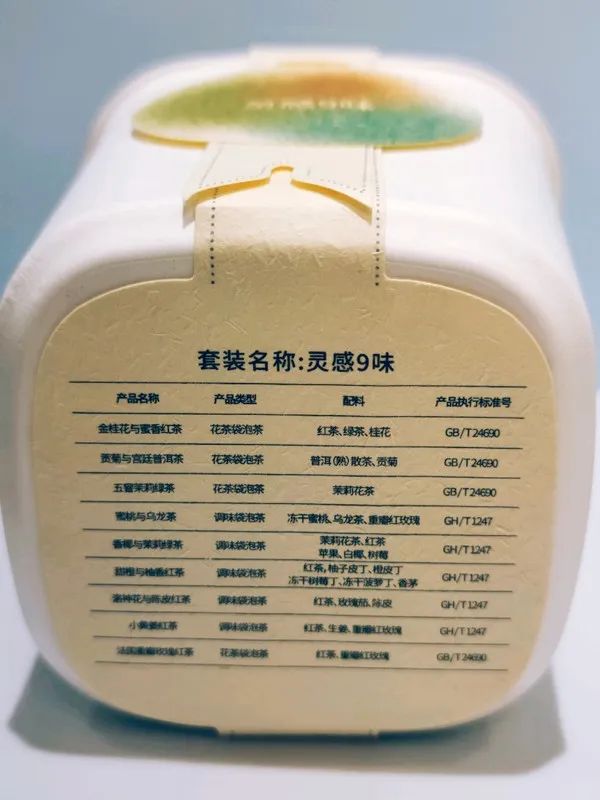 套装名称:灵感9味
产品名称 产品类型 配料 产品执行标准号
金桂花与蜜香红茶 花茶袋泡茶 红茶、绿茶、桂花 GB/T24690
贡菊与宫廷普洱茶 花茶袋泡茶 普洱(熟)散茶、贡菊 GB/T24690
五窨茉莉绿茶 花茶袋泡茶 茉莉花茶 GB/T24690
蜜桃与乌龙茶 调味袋泡茶 冻干蜜桃、乌龙茶、重瓣红玫瑰 GH/T1247
香椰与茉莉绿茶 调味袋泡茶 茉莉花茶、红茶 GH/T1247
苹果、白椰、树莓
甜橙与柚香红茶 调味袋泡茶 红茶,柚子皮丁、橙皮丁 GH/T1247
冻干树莓丁、冻干菠萝丁、香茅
洛神花与陈皮红茶 调味袋泡茶 红茶、玫瑰茄、陈皮 GH/T1247
小黄姜红茶 调味袋泡茶 红茶、生姜、重瓣红玫瑰 GH/T1247
法国重瓣玫瑰红茶 花茶袋泡茶 红茶、重瓣红玫瑰 GB/T24690